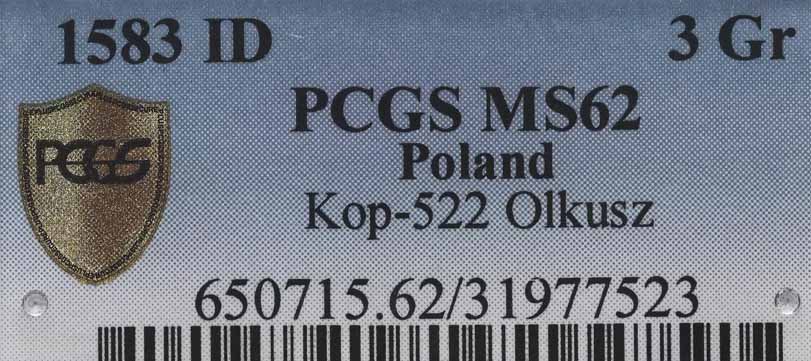 1583 ID 3 Gr
PCGS MS62
PCGS
Poland
Kop-522 Olkusz
650715.62/31977523